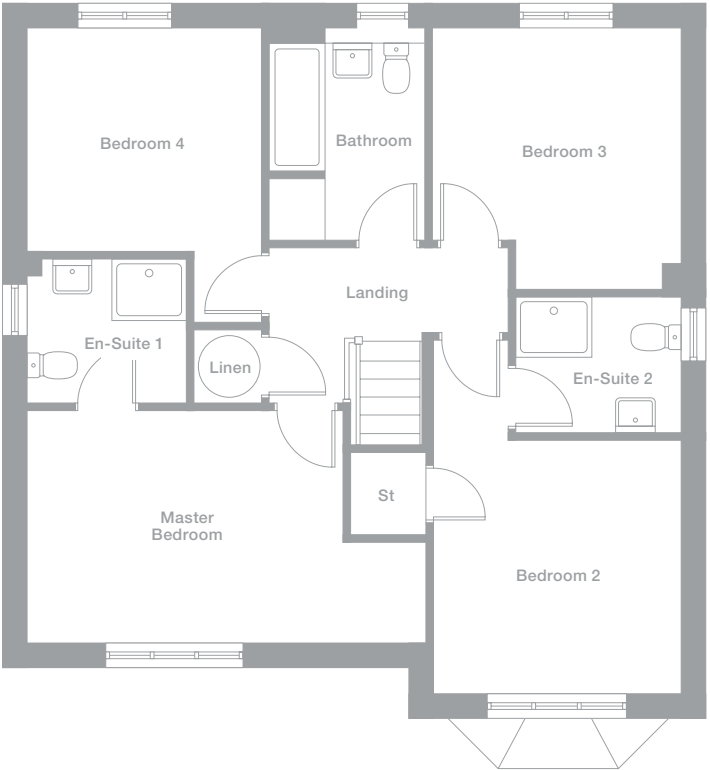 Bedroom 4
Bathroom
Bedroom 3
Landing
En-Suite 1
Linen
En-Suite 2
St
Master
Bedroom
Bedroom 2